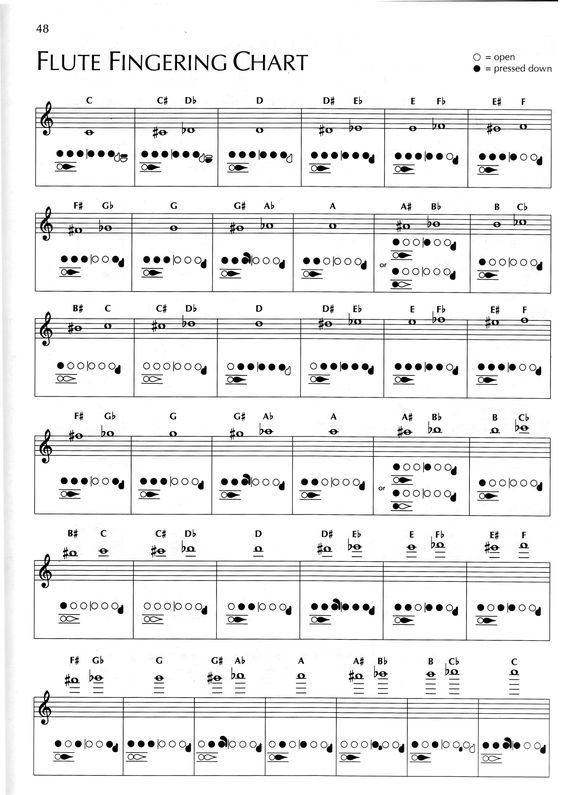 48
FLUTE FINGERING CHART
○ = open
● = pressed down
C C♯ D♭ D D♯ E♭ E F♭ E♯ F
F♯ G♭ G G♯ A♭ A A♯ B♭ B C♭
or
B♯ C C♯ D♭ D D♯ E♭ E F♭ E♯ F
F♯ G♭ G G♯ A♭ A A♯ B♭ B C♭
or
B♯ C C♯ D♭ D D♯ E♭ E F♭ E♯ F
F♯ G♭ G G♯ A♭ A A♯ B♭ B C♭ C